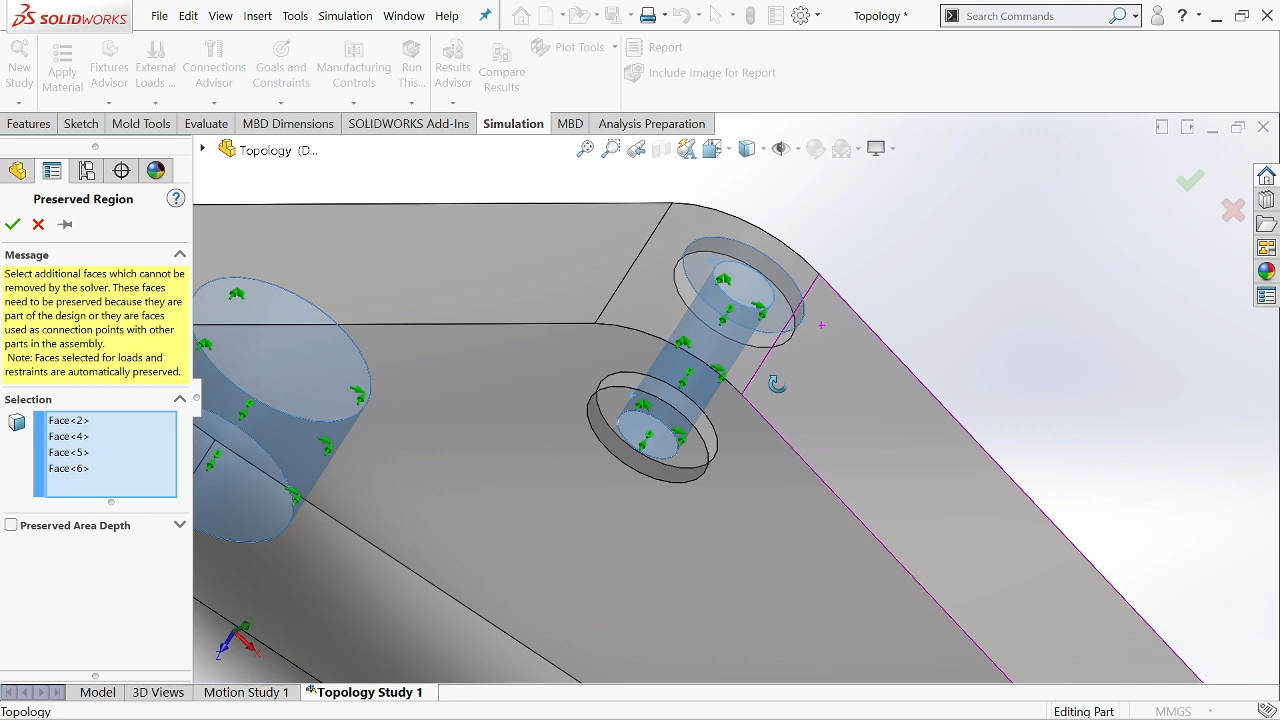 SOLIDWORKS File Edit View Insert Tools Simulation Window Help Topology * Search Commands ?
New Study
Apply Material
Fixtures Advisor
External Loads ...
Connections Advisor
Goals and Constraints
Manufacturing Controls
Run This...
Results Advisor
Compare Results
Plot Tools
Report
Include Image for Report
Features Sketch Mold Tools Evaluate MBD Dimensions SOLIDWORKS Add-Ins Simulation MBD Analysis Preparation
Topology (D...
Preserved Region ?
Message
Select additional faces which cannot be
removed by the solver. These faces
need to be preserved because they are
part of the design or they are faces
used as connection points with other
parts in the assembly.
Note: Faces selected for loads and
restraints are automatically preserved.
Selection
Face<2>
Face<4>
Face<5>
Face<6>
Preserved Area Depth
Z X
Model 3D Views Motion Study 1 Topology Study 1
Topology Editing Part MMGS